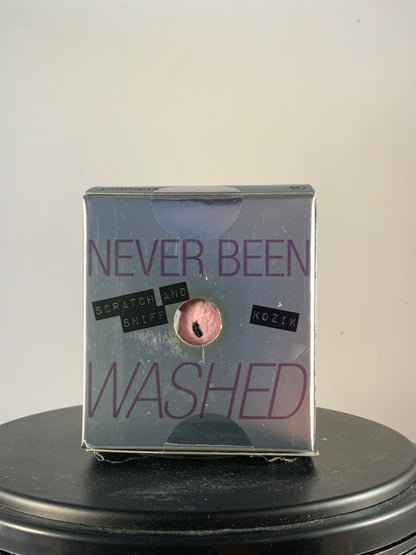 NEVER BEEN
SCRATCH AND
SNIFF
KOZIK
WASHED